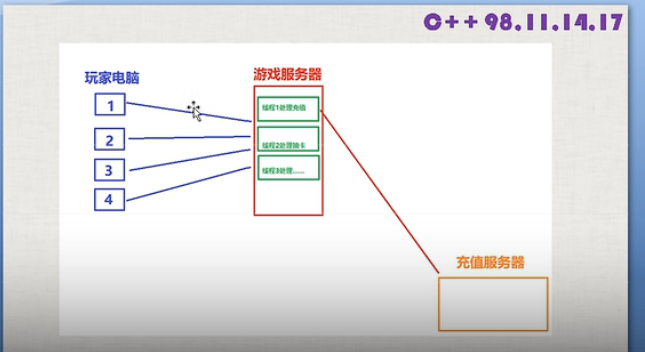 C++ 98.11.14.17
玩家电脑
游戏服务器
1
2
3
4
线程1处理充值
线程2处理抽卡
线程3处理......
充值服务器